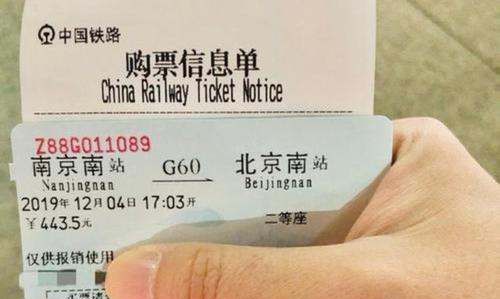 中国铁路
购票信息单
China Railway Ticket Notice
Z88G011089
南京南站 G60 北京南站
Nanjingnan Beijingnan
2019年12月04日17:03开
￥443.5元 二等座
仅供报销使用